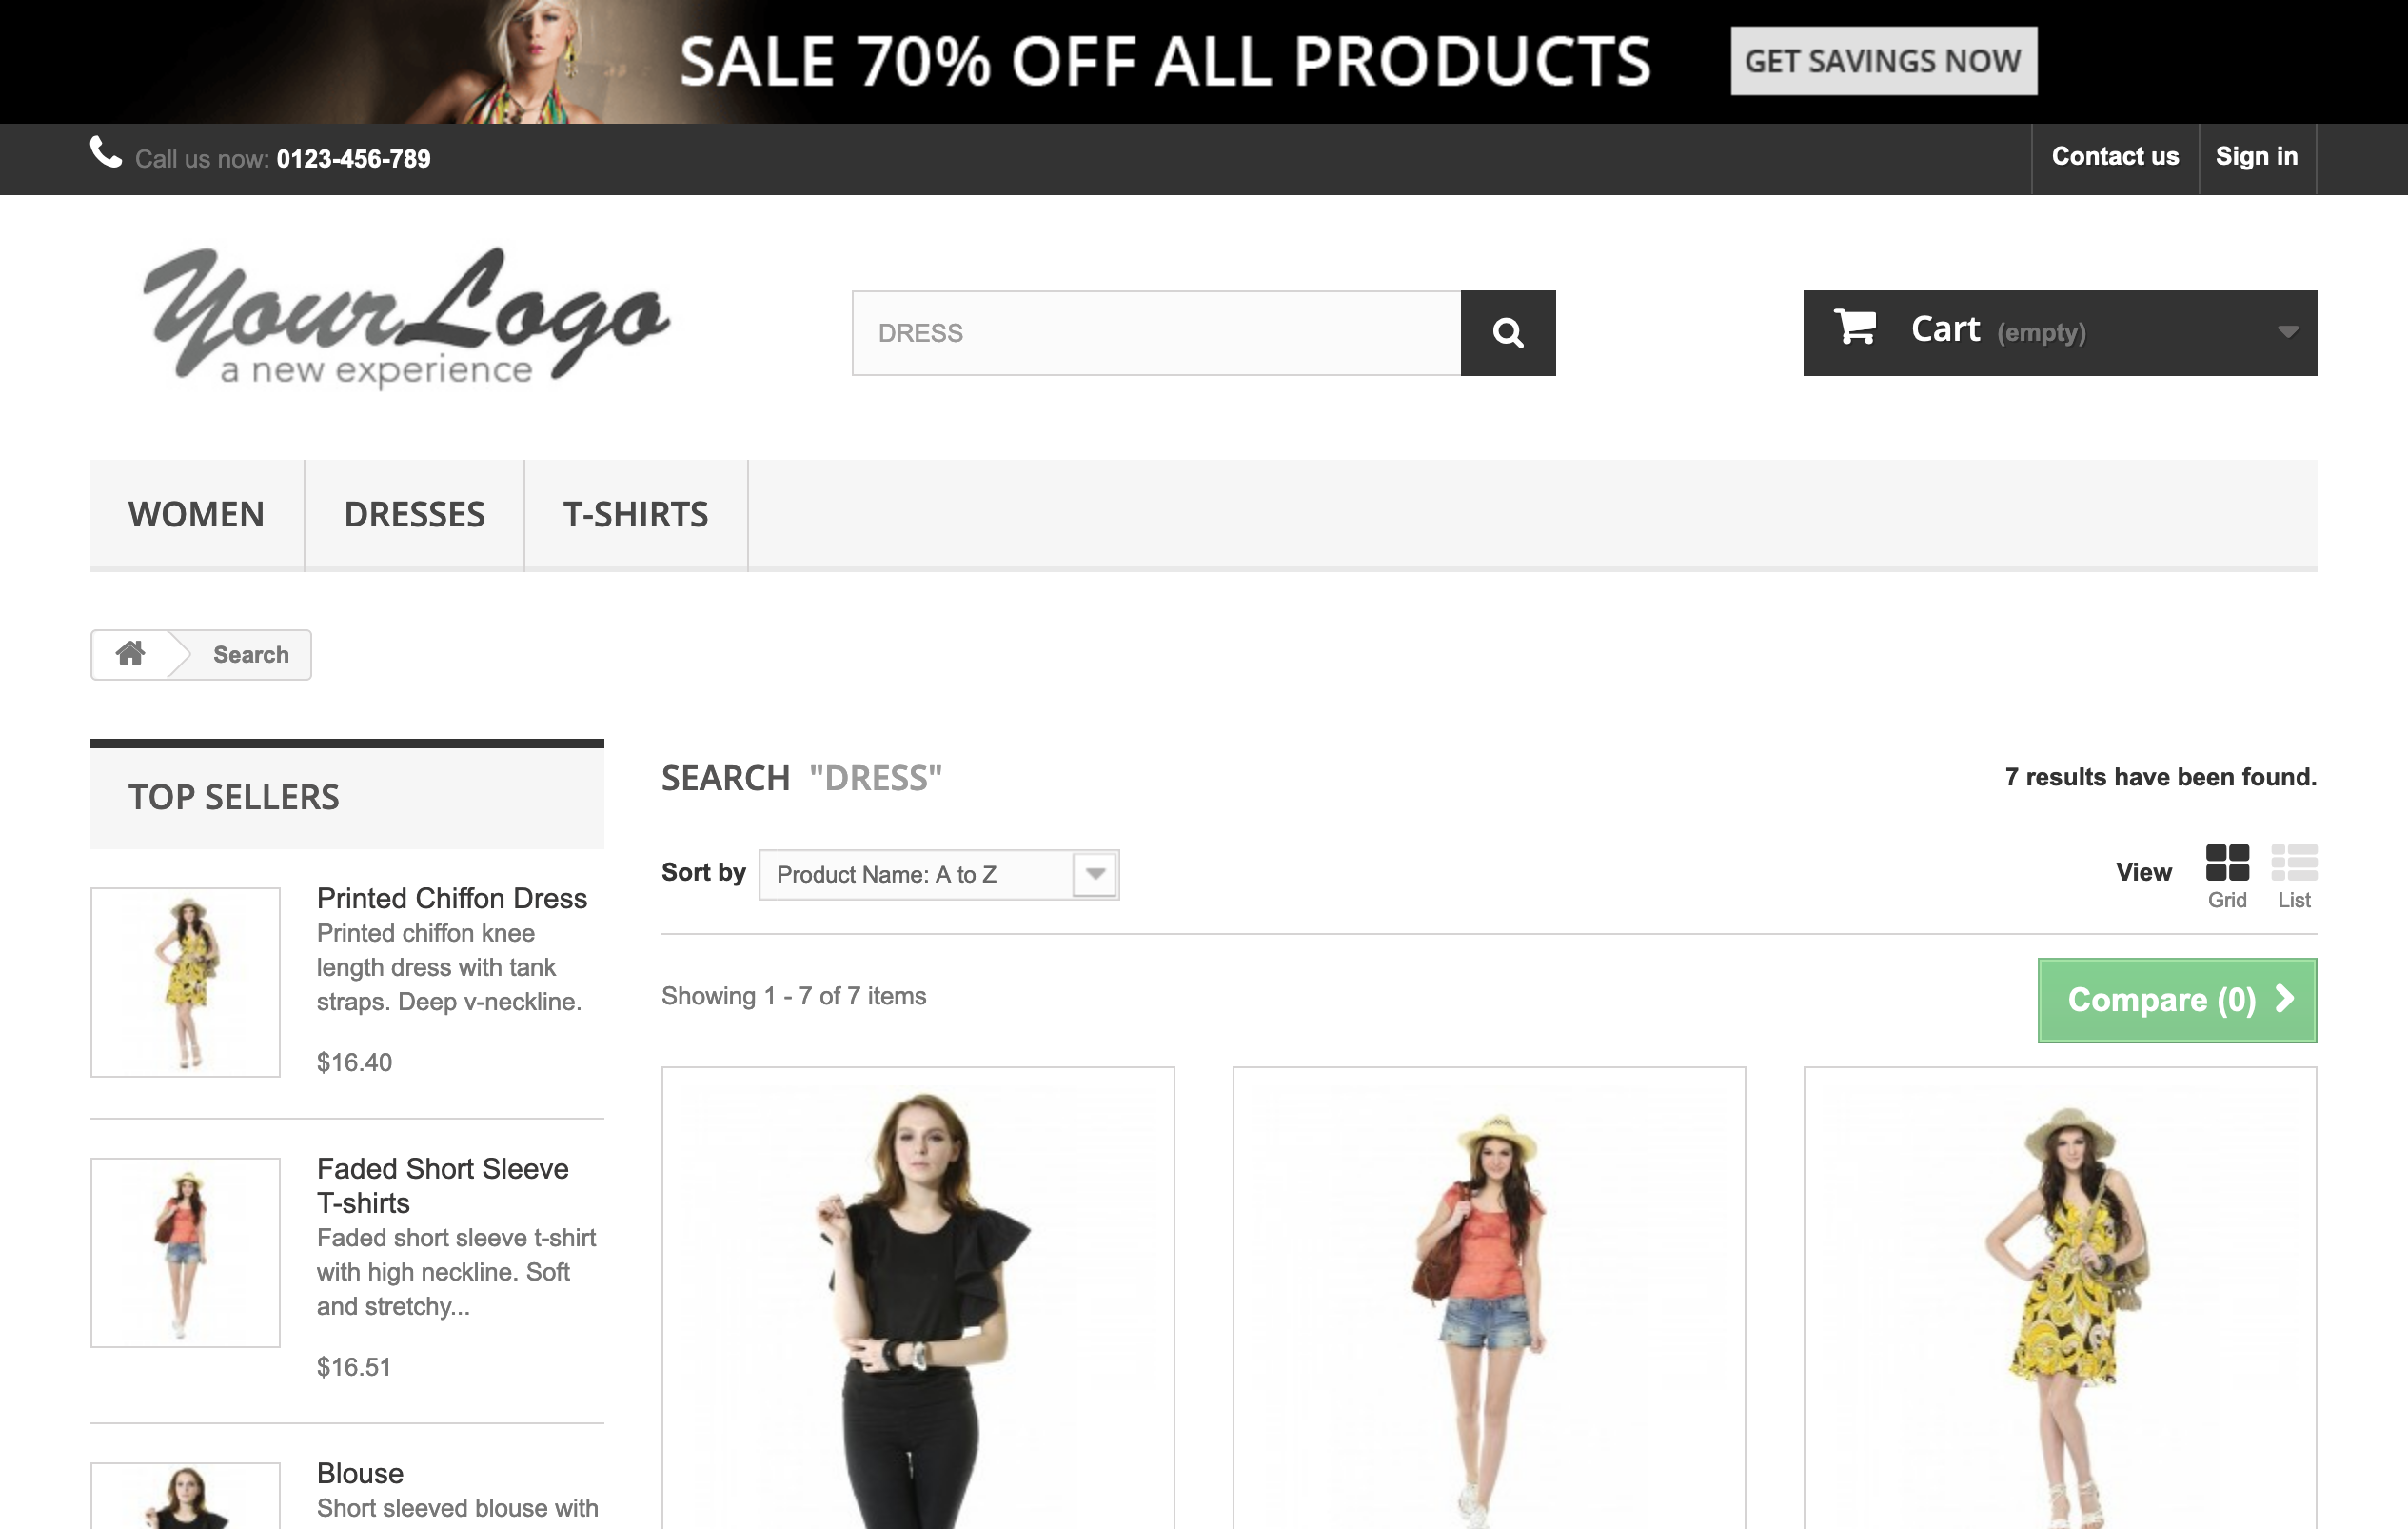 SALE 70% OFF ALL PRODUCTS
GET SAVINGS NOW
Call us now: 0123-456-789
Contact us
Sign in
YourLogo
a new experience
DRESS
Cart (empty)
WOMEN
DRESSES
T-SHIRTS
Search
TOP SELLERS
Printed Chiffon Dress
Printed chiffon knee
length dress with tank
straps. Deep v-neckline.
$16.40
Faded Short Sleeve
T-shirts
Faded short sleeve t-shirt
with high neckline. Soft
and stretchy...
$16.51
Blouse
Short sleeved blouse with
SEARCH "DRESS"
7 results have been found.
Sort by
Product Name: A to Z
View
Grid
List
Showing 1 - 7 of 7 items
Compare (0)